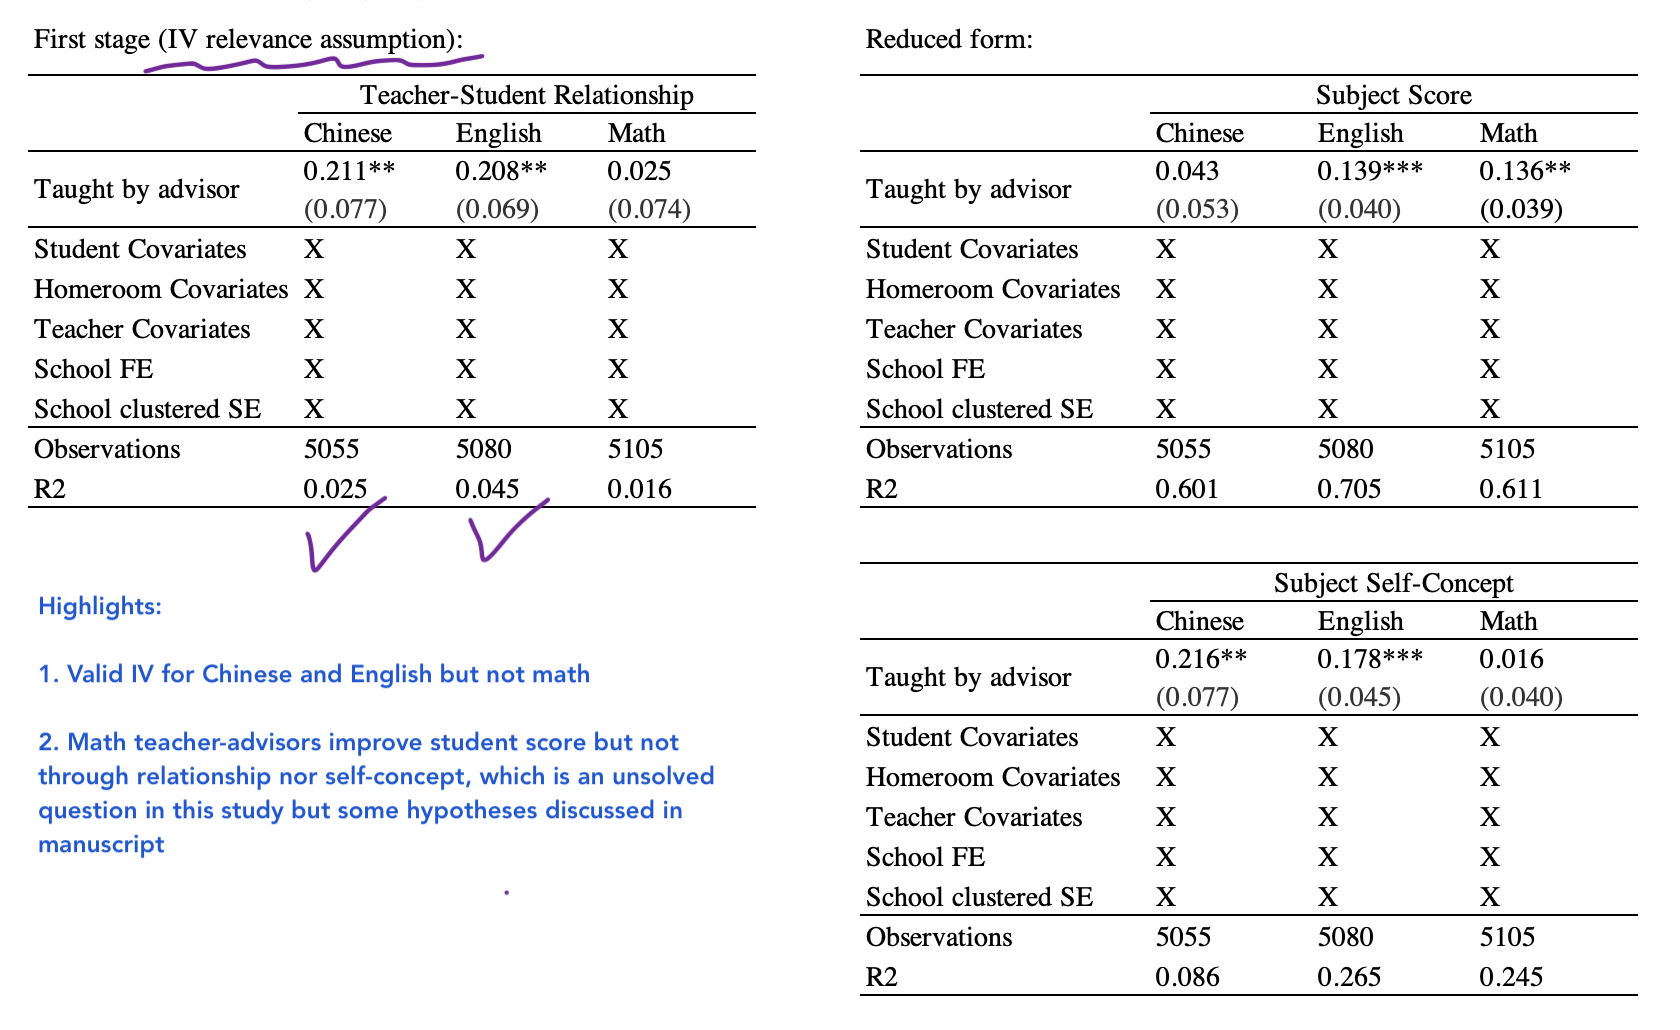 First stage (IV relevance assumption):
Teacher-Student Relationship
Chinese English Math
Taught by advisor 0.211** 0.208** 0.025
(0.077) (0.069) (0.074)
Student Covariates X X X
Homeroom Covariates X X X
Teacher Covariates X X X
School FE X X X
School clustered SE X X X
Observations 5055 5080 5105
R2 0.025 0.045 0.016
Highlights:
1. Valid IV for Chinese and English but not math
2. Math teacher-advisors improve student score but not
through relationship nor self-concept, which is an unsolved
question in this study but some hypotheses discussed in
manuscript
Reduced form:
Subject Score
Chinese English Math
Taught by advisor 0.043 0.139*** 0.136**
(0.053) (0.040) (0.039)
Student Covariates X X X
Homeroom Covariates X X X
Teacher Covariates X X X
School FE X X X
School clustered SE X X X
Observations 5055 5080 5105
R2 0.601 0.705 0.611
Subject Self-Concept
Chinese English Math
Taught by advisor 0.216** 0.178*** 0.016
(0.077) (0.045) (0.040)
Student Covariates X X X
Homeroom Covariates X X X
Teacher Covariates X X X
School FE X X X
School clustered SE X X X
Observations 5055 5080 5105
R2 0.086 0.265 0.245